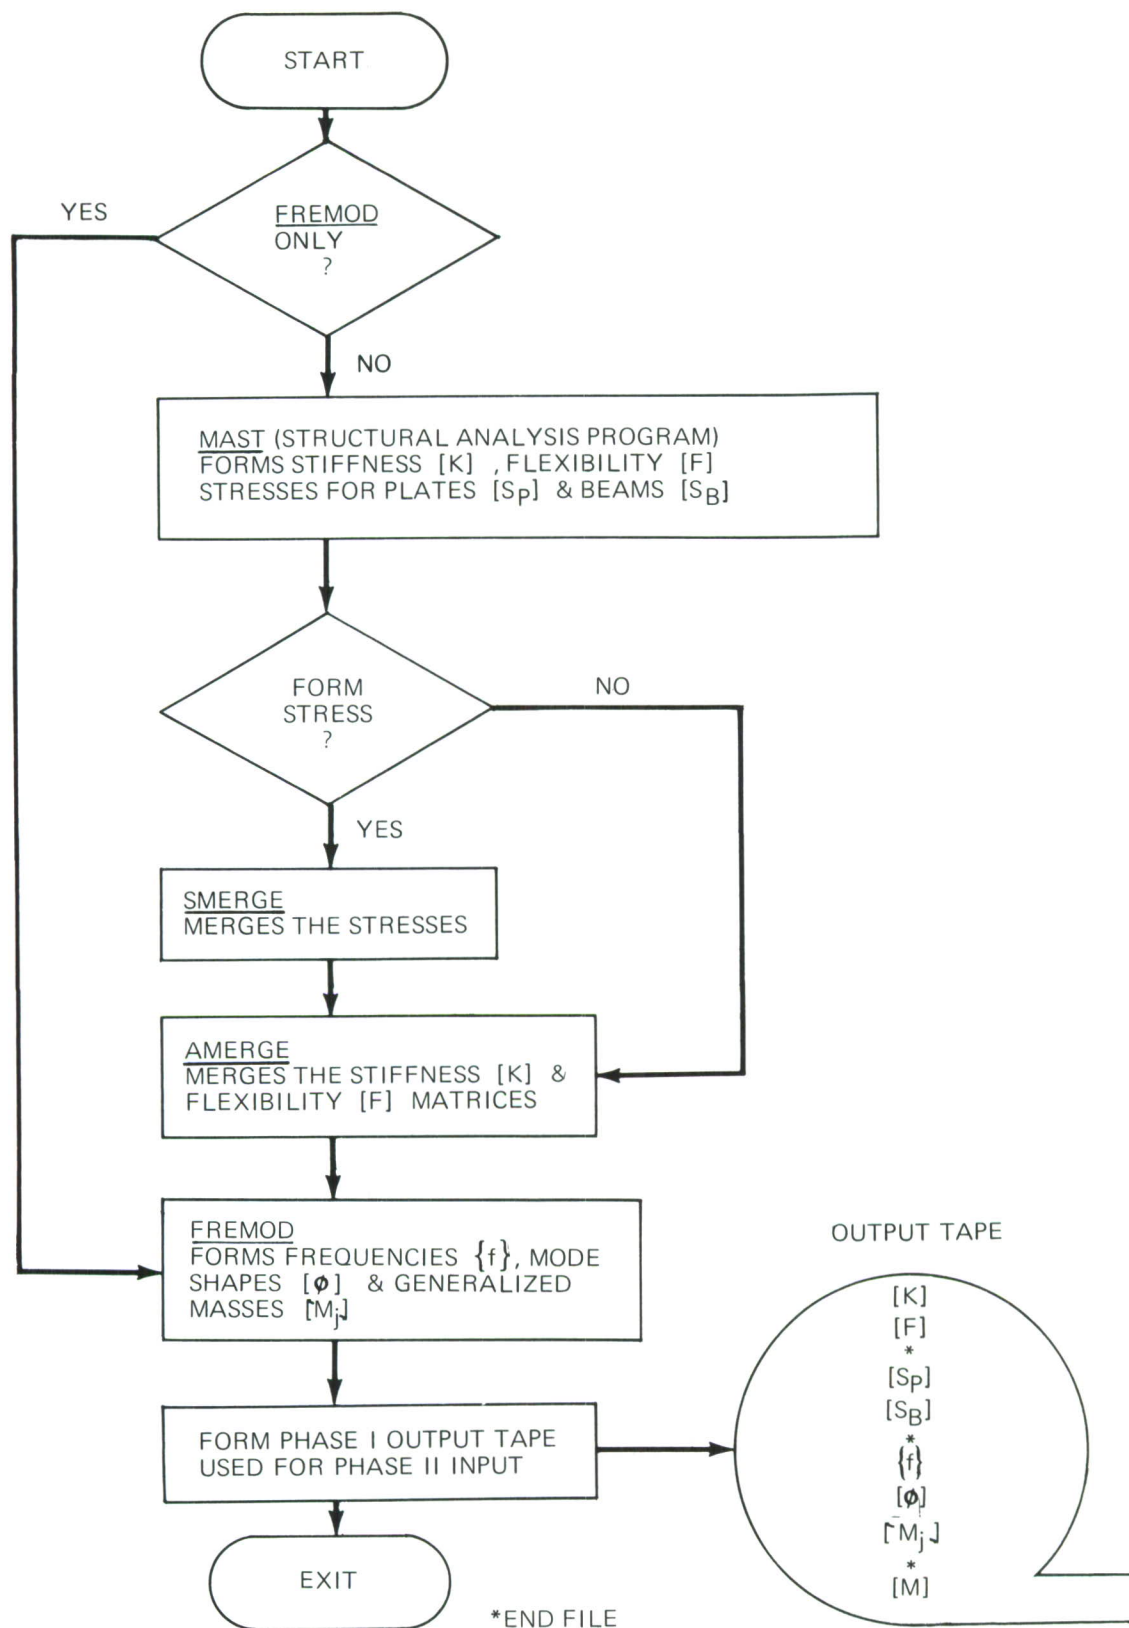 START
YES
FREMOD
ONLY
?
NO
MAST (STRUCTURAL ANALYSIS PROGRAM)
FORMS STIFFNESS [K] , FLEXIBILITY [F]
STRESSES FOR PLATES [SP] & BEAMS [SB]
FORM
STRESS
?
NO
YES
SMERGE
MERGES THE STRESSES
AMERGE
MERGES THE STIFFNESS [K] &
FLEXIBILITY [F] MATRICES
FREMOD
FORMS FREQUENCIES {f}, MODE
SHAPES [ϕ] & GENERALIZED
MASSES [Mj]
FORM PHASE I OUTPUT TAPE
USED FOR PHASE II INPUT
EXIT
OUTPUT TAPE
[K]
[F]
*
[SP]
[SB]
*
{f}
[ϕ]
[Mj]
*
[M]
*END FILE